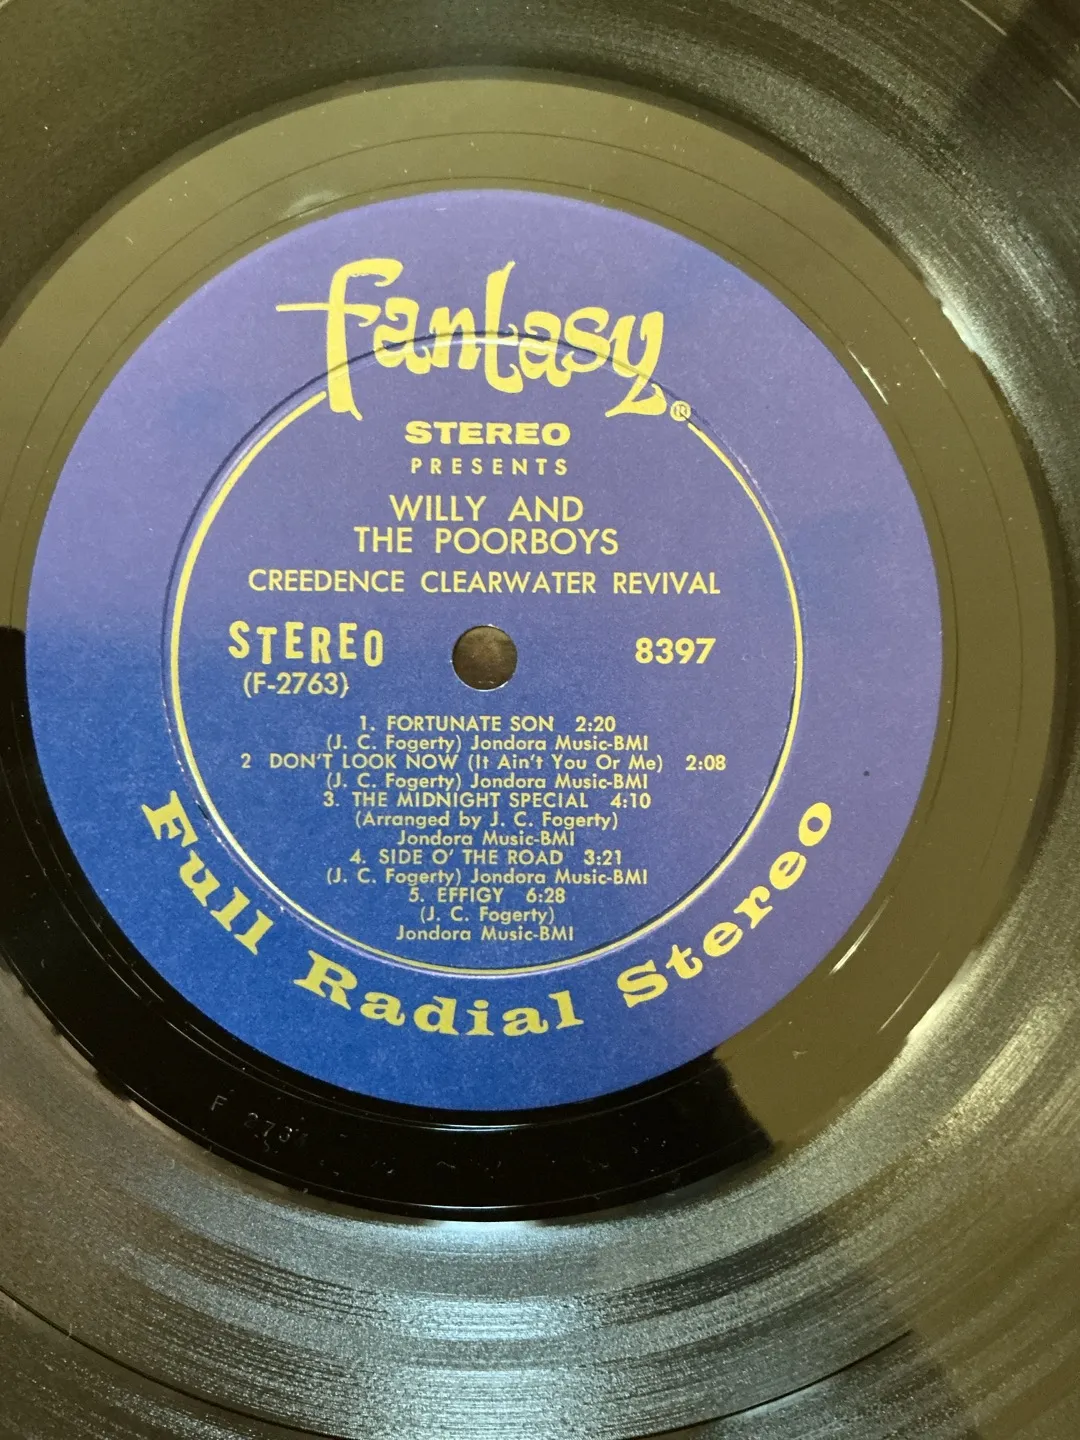 fantasy®
STEREO
PRESENTS
WILLY AND
THE POORBOYS
CREEDENCE CLEARWATER REVIVAL
STEREO 8397
(F-2763)
1. FORTUNATE SON 2:20
(J. C. Fogerty) Jondora Music-BMI
2 DON'T LOOK NOW (It Ain't You Or Me) 2:08
(J. C. Fogerty) Jondora Music-BMI
3. THE MIDNIGHT SPECIAL 4:10
(Arranged by J. C. Fogerty)
Jondora Music-BMI
4. SIDE O' THE ROAD 3:21
(J. C. Fogerty) Jondora Music-BMI
5. EFFIGY 6:28
(J. C. Fogerty)
Jondora Music-BMI
Full Radial Stereo